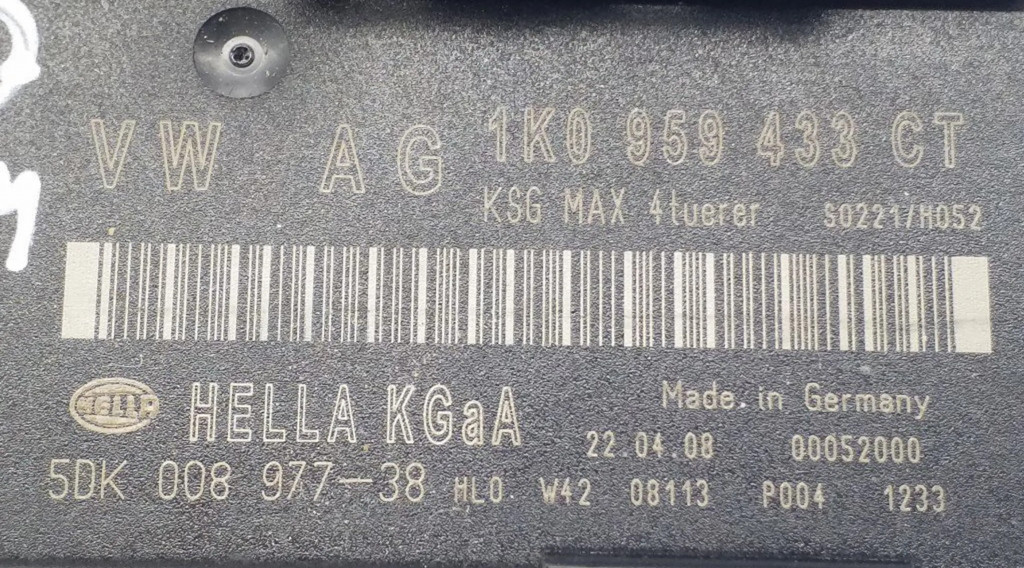 VW AG 1K0 959 433 CT
KSG MAX 4tuerer S0221/H052
HELLA HELLA KGaA Made in Germany
22.04.08 00052000
5DK 008 977-38 HLO W42 08113 P004 1233